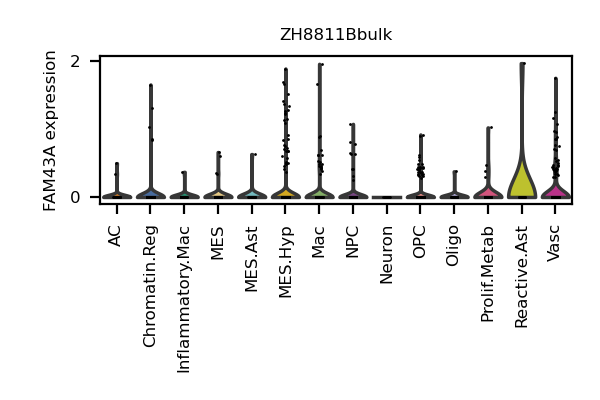 ZH8811Bbulk
FAM43A expression
2
0
AC
Chromatin.Reg
Inflammatory.Mac
MES
MES.Ast
MES.Hyp
Mac
NPC
Neuron
OPC
Oligo
Prolif.Metab
Reactive.Ast
Vasc